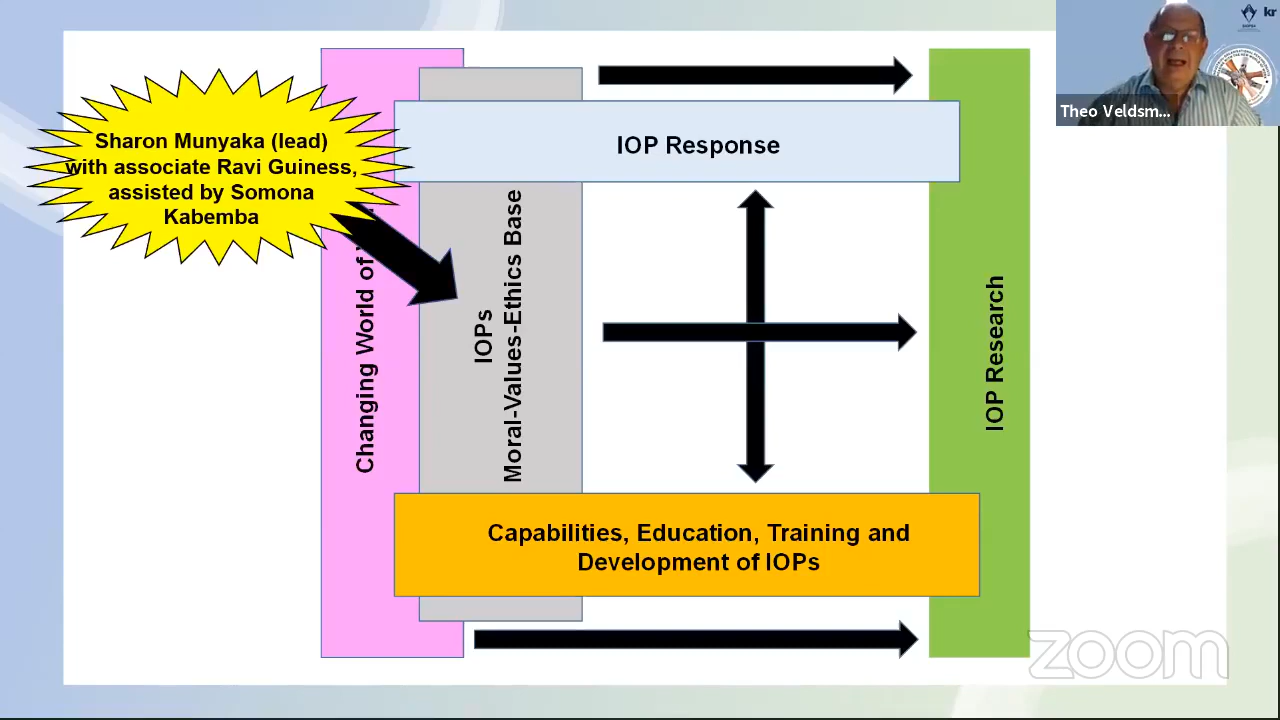 Sharon Munyaka (lead)
with associate Ravi Guiness,
assisted by Somona
Kabemba
Changing World of
IOPs
Moral-Values-Ethics Base
IOP Response
IOP Research
Capabilities, Education, Training and
Development of IOPs
Theo Veldsm...
kr
zoom